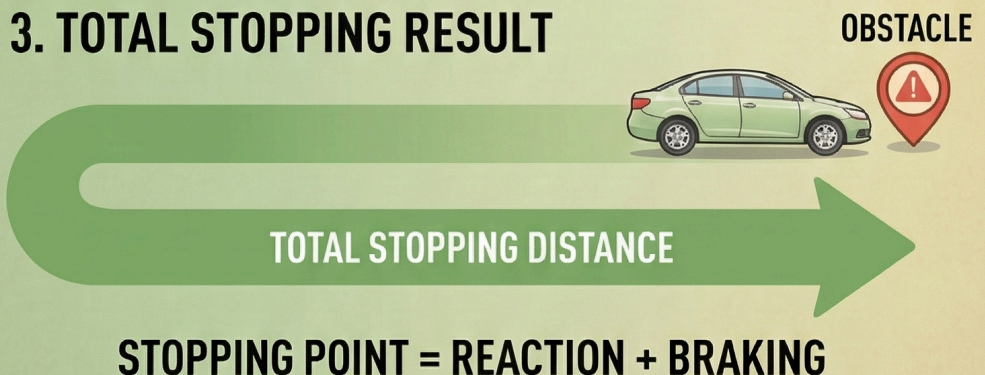 3. TOTAL STOPPING RESULT
OBSTACLE
TOTAL STOPPING DISTANCE
STOPPING POINT = REACTION + BRAKING